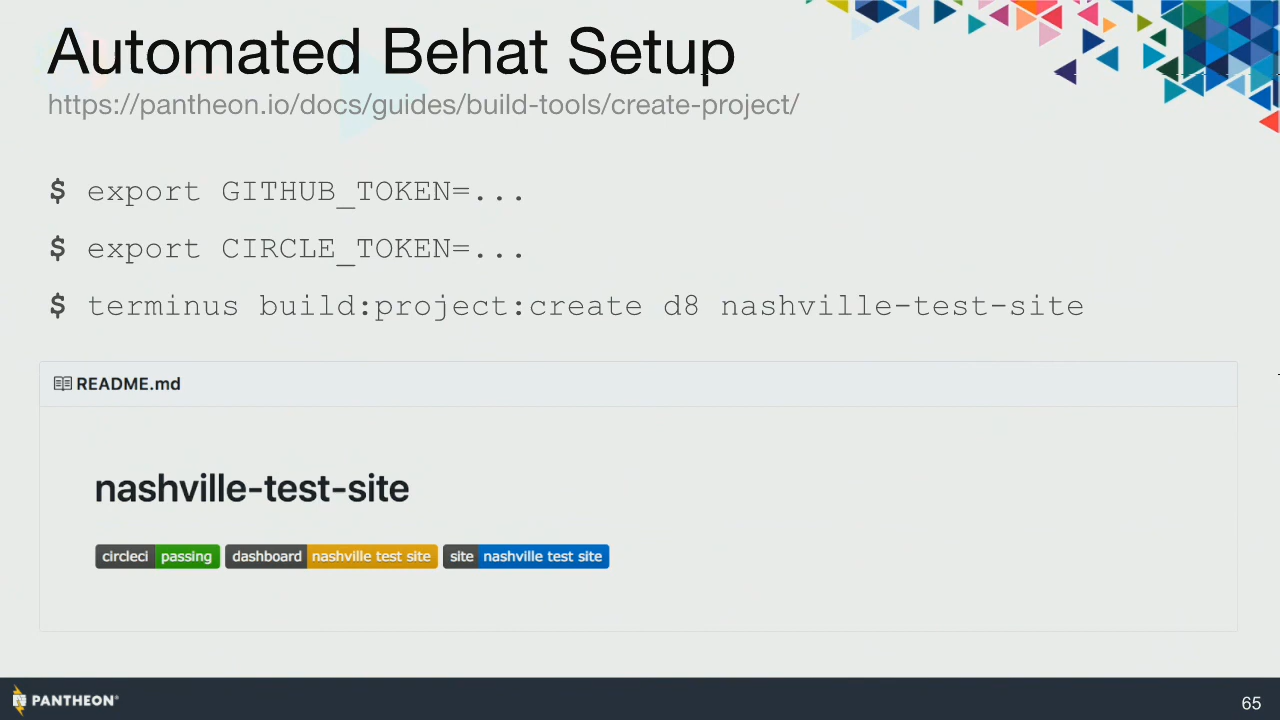 Automated Behat Setup
https://pantheon.io/docs/guides/build-tools/create-project/
$ export GITHUB_TOKEN=...
$ export CIRCLE_TOKEN=...
$ terminus build:project:create d8 nashville-test-site
README.md
nashville-test-site
circleci passing dashboard nashville test site site nashville test site
PANTHEON
65